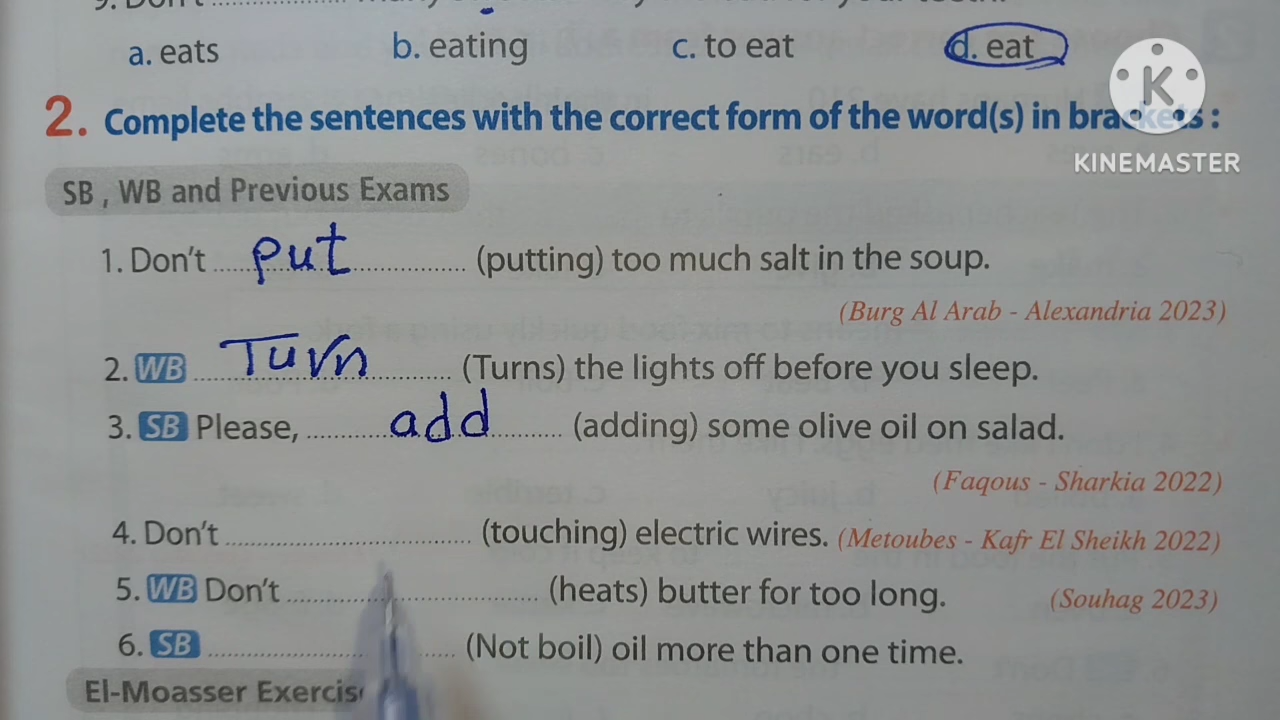 9. Don't
a. eats b. eating c. to eat d. eat
2. Complete the sentences with the correct form of the word(s) in brackets :
KINEMASTER
SB , WB and Previous Exams
1. Don't put (putting) too much salt in the soup.
(Burg Al Arab - Alexandria 2023)
2. WB Turn (Turns) the lights off before you sleep.
3. SB Please, add (adding) some olive oil on salad.
(Faqous - Sharkia 2022)
4. Don't (touching) electric wires. (Metoubes - Kafr El Sheikh 2022)
5. WB Don't (heats) butter for too long. (Souhag 2023)
6. SB (Not boil) oil more than one time.
El-Moasser